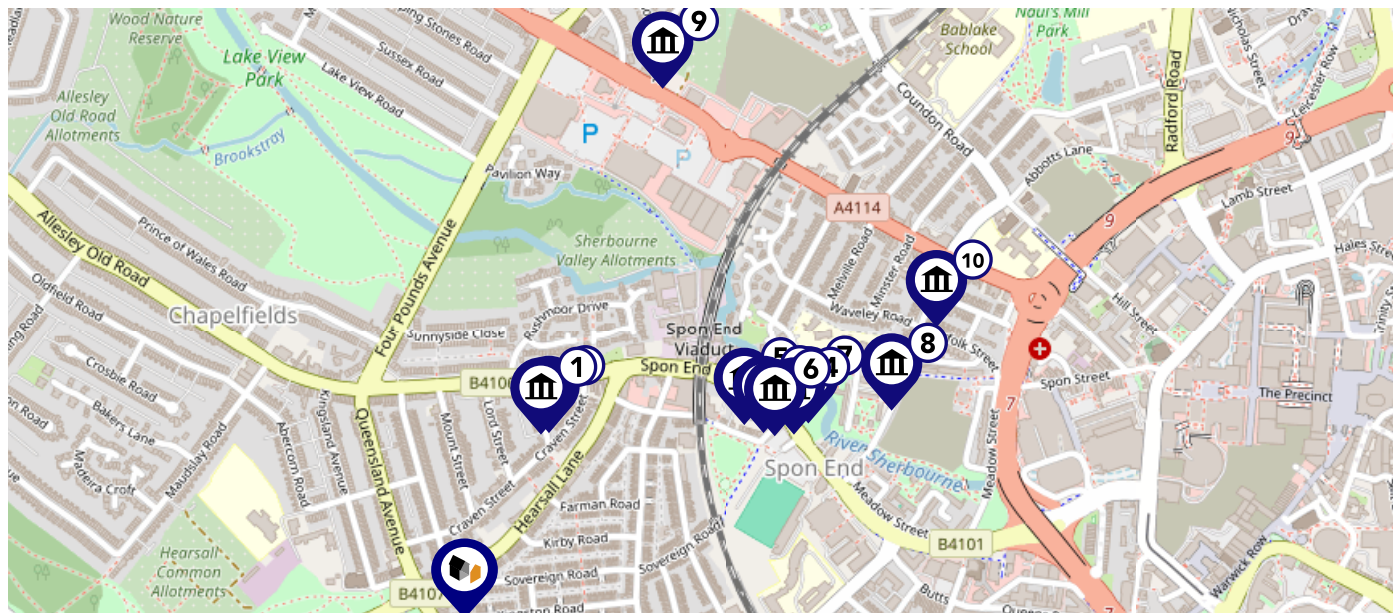 Wood Nature
Reserve
Lake View
Park
Allesley
Old Road
Allotments
Brookstray
Stones Road
Sussex Road
Lake View Road
Pavilion Way
Four Pounds Avenue
Sherbourne
Valley Allotments
P
P
9
Bablake
School
Naul's Mill
Park
Coundon Road
Radford Road
Nicholas Street
Leicester Row
9
Abbotts Lane
Lamb Street
A4114
9
Hales Street
Allesley Old Road
Prince of Wales Road
Oldfield Road
Chapelfields
Crosbie Road
Bakers Lane
Madeira Croft
Maudslay Road
Sunnyside Close
Rushmoor Drive
B4106
Spon End
Spon End
Viaduct
Melville Road
Minster Road
Waveley Road
10
Hill Street
8
Spon Street
The Precinct
1
5
6
4
7
7
Kingsland Avenue
Abercorn Road
Queensland Avenue
Mount Street
Lord Street
Craven Street
Craven Street
Hearsall Lane
Farman Road
Kirby Road
Sovereign Road
Sovereign Road
Spon End
River Sherbourne
Meadow Street
Meadow Street
B4101
Butts
Warwick Row
Hearsall
Common
Allotments
B4107
7